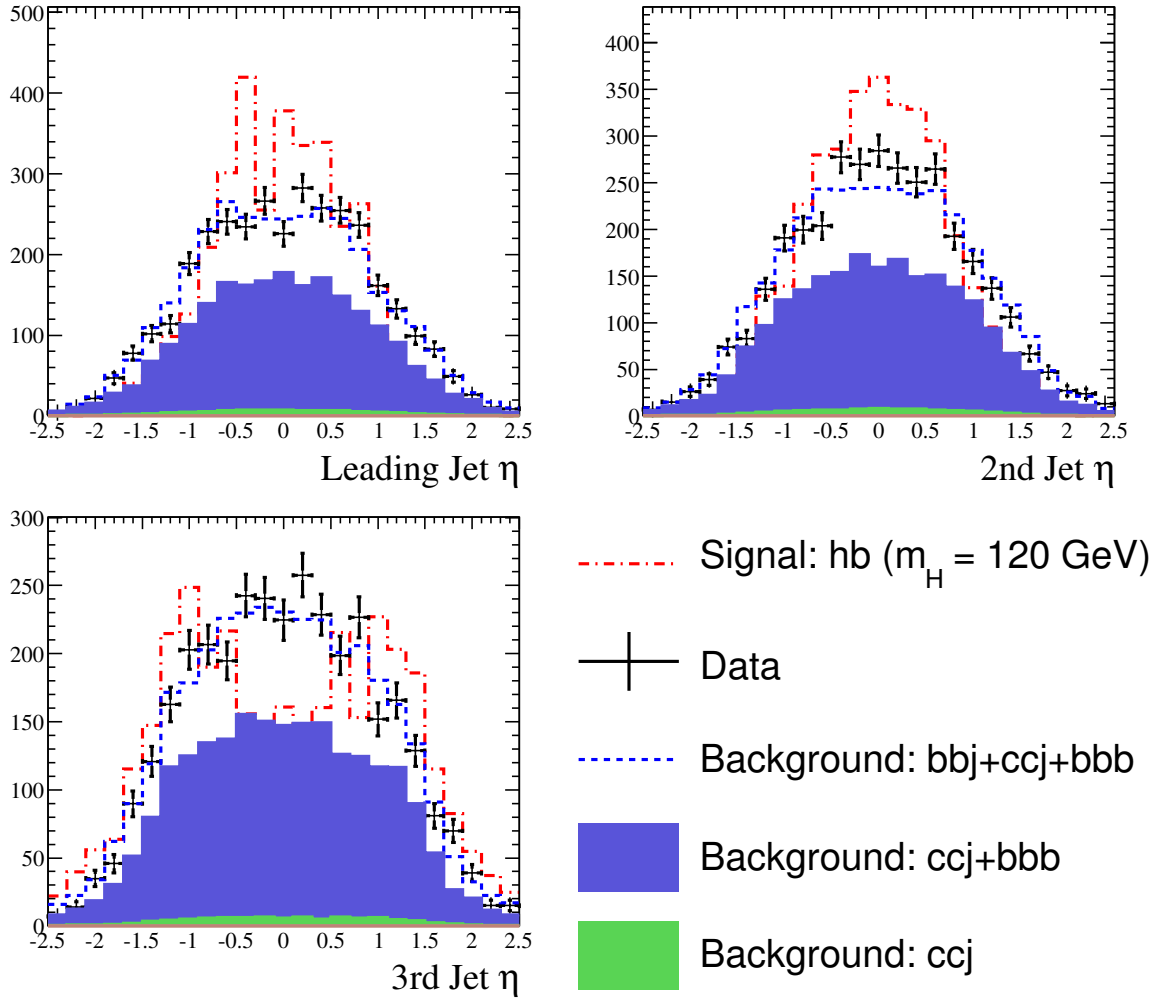 500
400
300
200
100
0
-2.5 -2 -1.5 -1 -0.5 0 0.5 1 1.5 2 2.5
Leading Jet η
400
350
300
250
200
150
100
50
0
-2.5 -2 -1.5 -1 -0.5 0 0.5 1 1.5 2 2.5
2nd Jet η
300
250
200
150
100
50
0
-2.5 -2 -1.5 -1 -0.5 0 0.5 1 1.5 2 2.5
3rd Jet η
Signal: hb (m_H = 120 GeV)
Data
Background: bbj+ccj+bbb
Background: ccj+bbb
Background: ccj